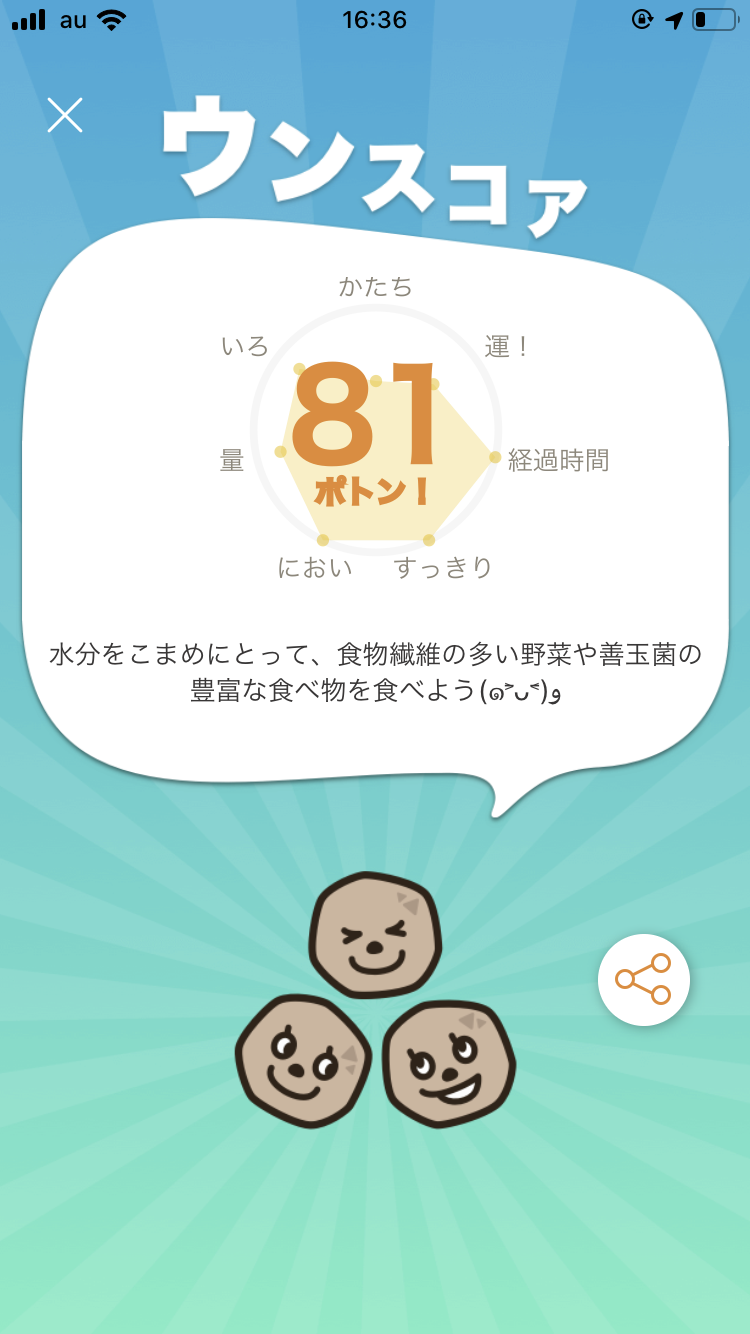 au 16:36
ウンスコア
かたち
いろ
運！
81
量
経過時間
ポトン！
におい
すっきり
水分をこまめにとって、食物繊維の多い野菜や善玉菌の
豊富な食べ物を食べよう(๑˃̵ᴗ˂̵)و